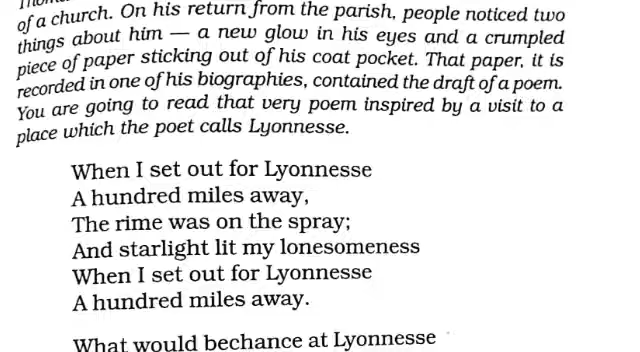 of a church. On his return from the parish, people noticed two
things about him — a new glow in his eyes and a crumpled
piece of paper sticking out of his coat pocket. That paper, it is
recorded in one of his biographies, contained the draft of a poem.
You are going to read that very poem inspired by a visit to a
place which the poet calls Lyonnesse.
When I set out for Lyonnesse
A hundred miles away,
The rime was on the spray;
And starlight lit my lonesomeness
When I set out for Lyonnesse
A hundred miles away.
What would bechance at Lyonnesse